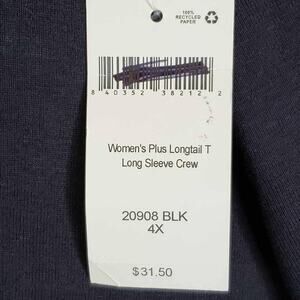 100%
RECYCLED
PAPER
8 40352 38212 2
Women's Plus Longtail T
Long Sleeve Crew
20908 BLK
4X
$31.50